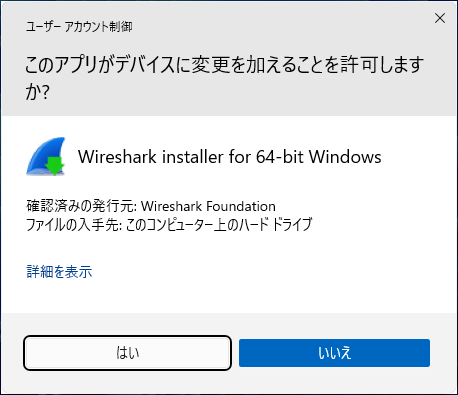 ユーザー アカウント制御
このアプリがデバイスに変更を加えることを許可します
か?
Wireshark installer for 64-bit Windows
確認済みの発行元: Wireshark Foundation
ファイルの入手先: このコンピューター上のハード ドライブ
詳細を表示
はい
いいえ